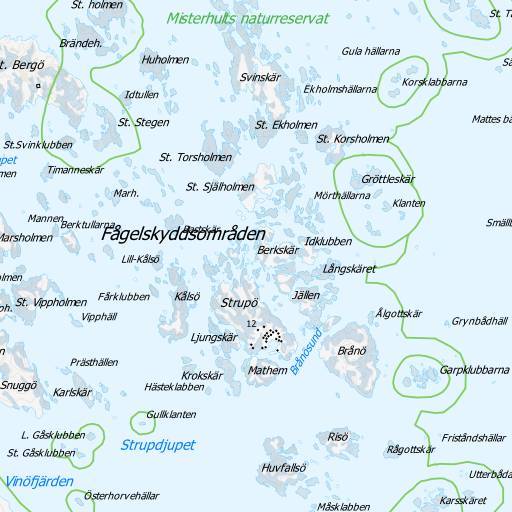 St. holmen
St. T
Misterhults naturreservat
Brändeh.
Gula hällarna
Huholmen
St. Bergö
Svinskär
Korsklabbarna
Ekholmshällarna
Idtullen
Mattes b
St. Stegen
St. Ekholmen
St. Korsholmen
St.Svinklubben
St. Torsholmen
upet
Timanneskär
Gröttleskär
olmen
Marh.
St. Själholmen
Mörthällarna
Klanten
Mannen
Berktullarna
Smäll
Fågelskyddsområden
Marsholmen
Idklubben
Berkskär
Lill-Kålsö
Långskäret
Fårklubben
Kålsö
Jällen
St. Vippholmen
Strupö
oh.
Vipphäll
Ålgottskär
12
Grynbådhäll
Ljungskär
Brånösund
Brånö
Prästhällen
Mathem
Garpklubbarna
Snuggö
Krokskär
Karlskär
Hästeklabben
Gullklanten
L. Gåsklubben
Risö
Friståndshällar
Strupdjupet
St. Gåsklubben
Rågottskär
Huvfallsö
Utterbåda
Vinöfjärden
Österhorvehällar
Måsklabben
Karsskäret